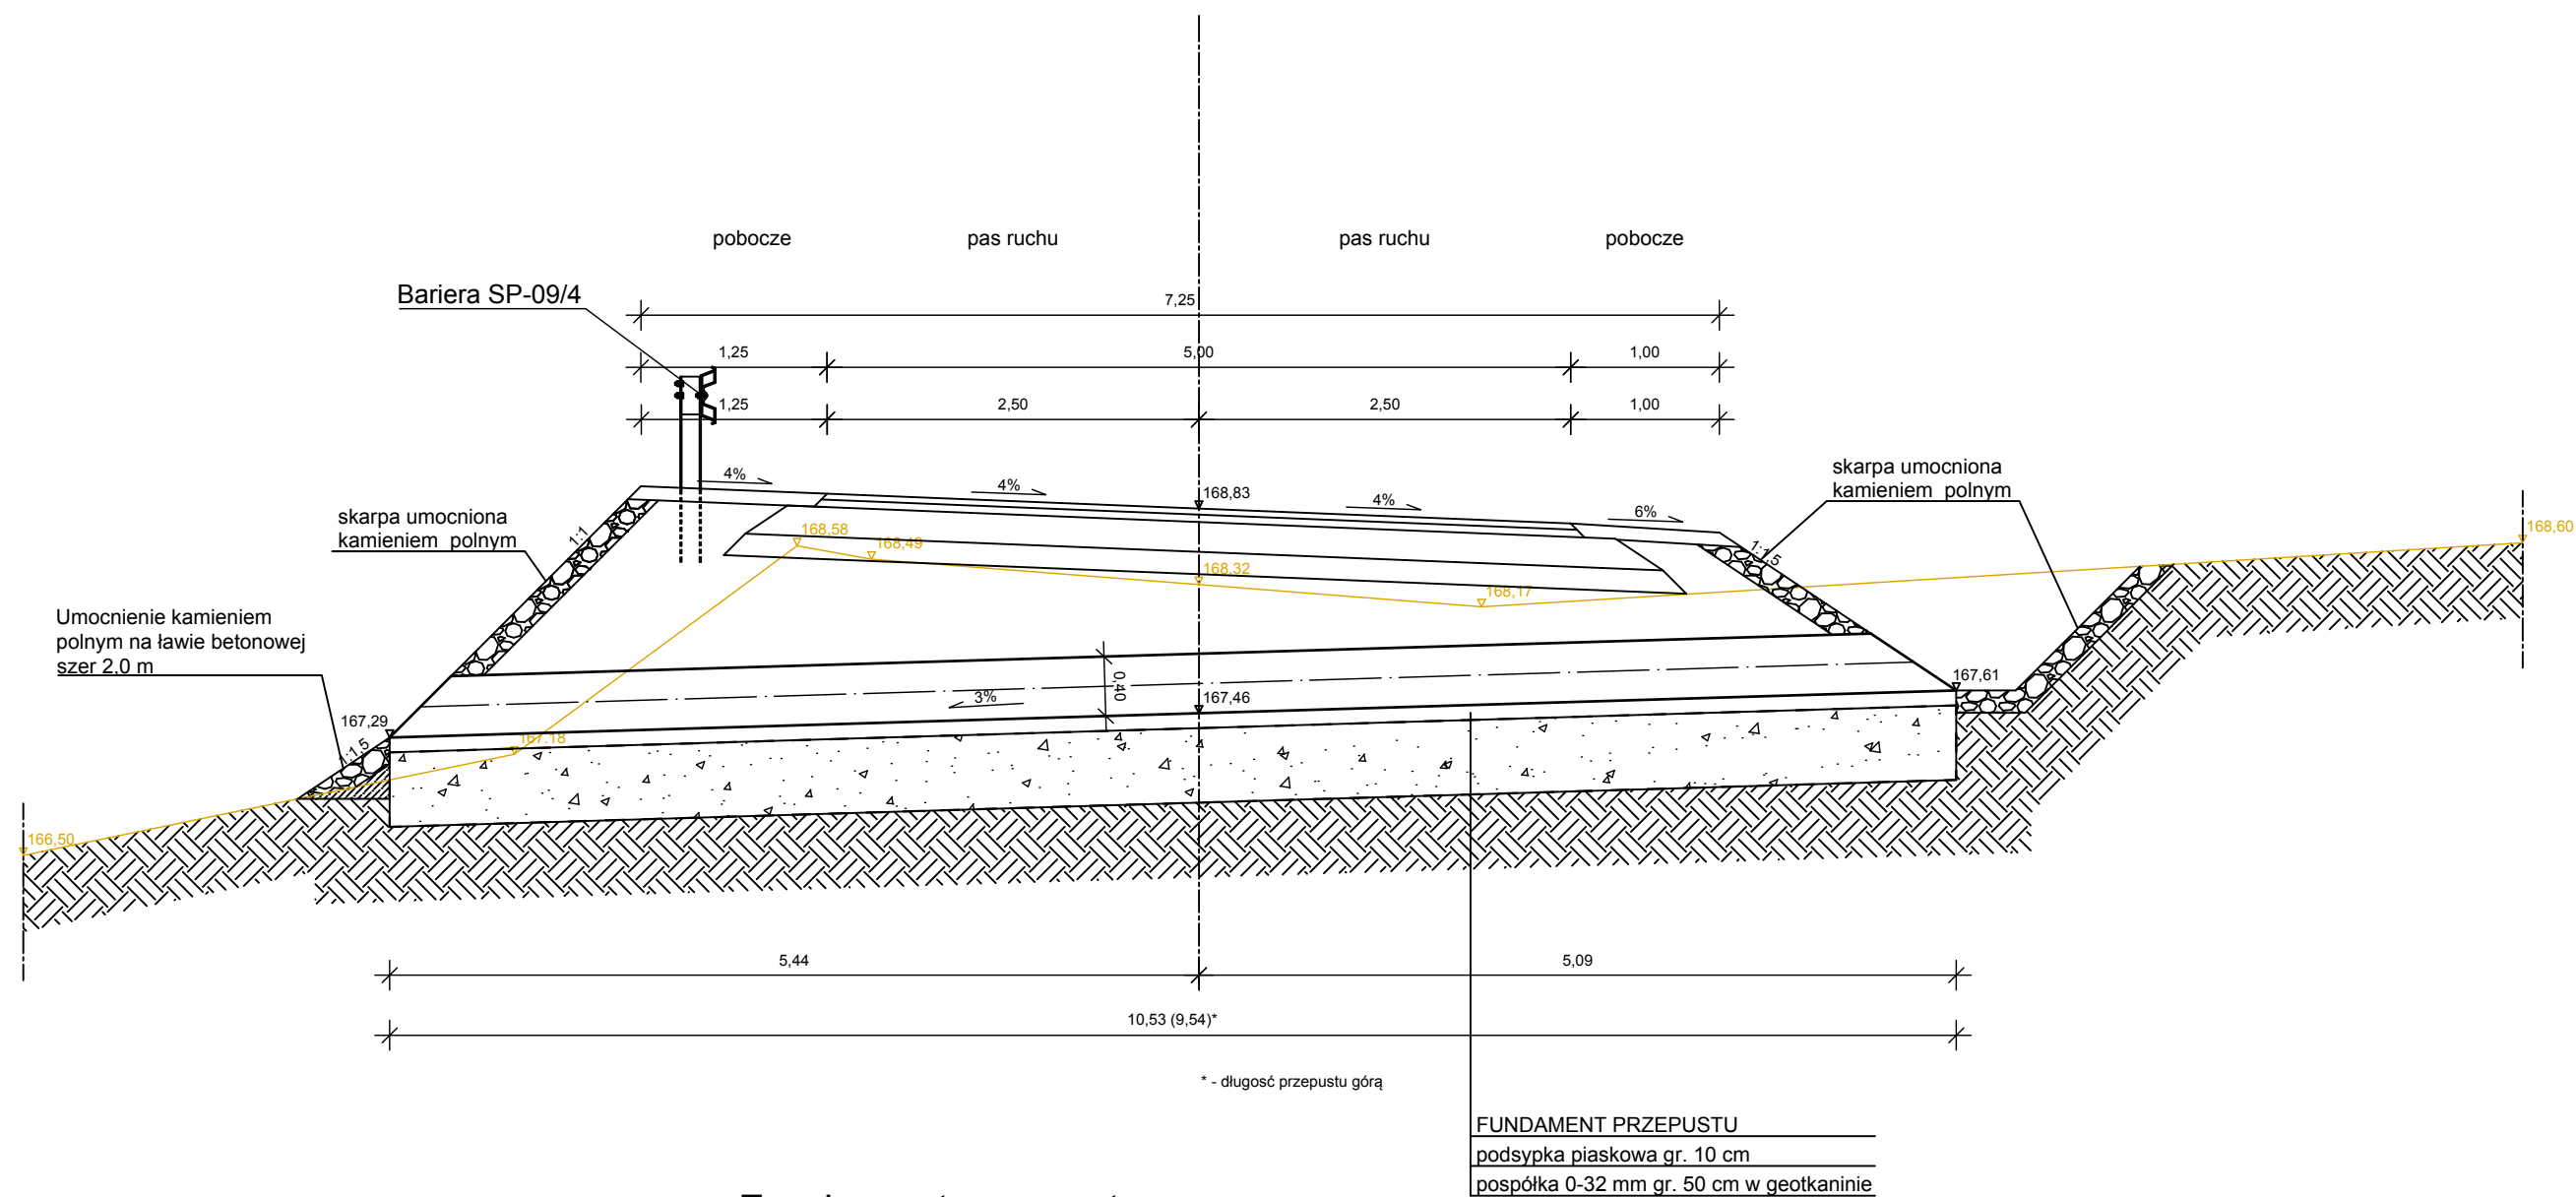 pobocze
pas ruchu
pas ruchu
pobocze
Bariera SP-09/4
7,25
1,25
5,00
1,00
1,25
2,50
2,50
1,00
4%
4%
168,83
4%
6%
skarpa umocniona
kamieniem polnym
skarpa umocniona
kamieniem polnym
1:1
1:1,5
168,58
168,49
168,32
168,17
168,60
Umocnienie kamieniem
polnym na ławie betonowej
szer 2,0 m
0,40
3%
167,46
167,61
167,29
1:1,5
167.18
166,50
5,44
5,09
10,53 (9,54)*
* - długosć przepustu górą
FUNDAMENT PRZEPUSTU
podsypka piaskowa gr. 10 cm
pospółka 0-32 mm gr. 50 cm w geotkaninie